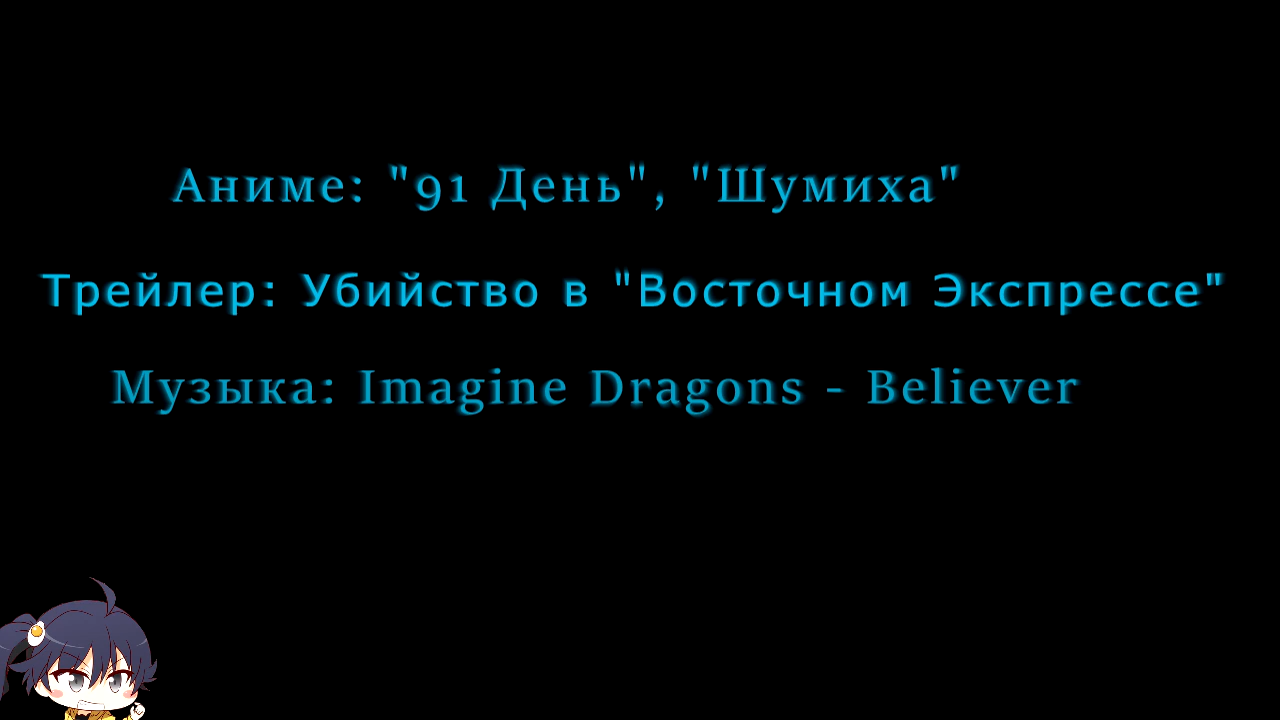 Аниме: "91 День", "Шумиха"
Трейлер: Убийство в "Восточном Экспрессе"
Музыка: Imagine Dragons - Believer